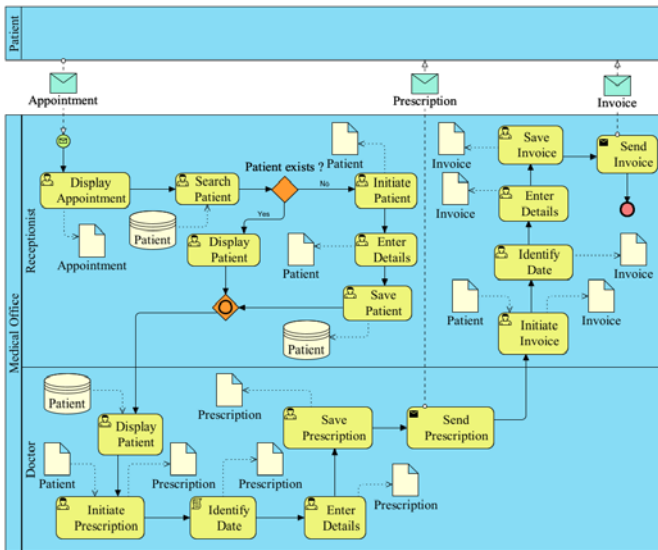 Patient
Appointment
Prescription
Invoice
Medical Office
Receptionist
Display
Appointment
Appointment
Search
Patient
Patient
Patient exists ?
No
Yes
Patient
Initiate
Patient
Display
Patient
Patient
Enter
Details
Save
Patient
Patient
Invoice
Save
Invoice
Send
Invoice
Invoice
Enter
Details
Identify
Date
Invoice
Patient
Initiate
Invoice
Invoice
Doctor
Patient
Display
Patient
Patient
Initiate
Prescription
Prescription
Identify
Date
Prescription
Enter
Details
Prescription
Prescription
Save
Prescription
Send
Prescription